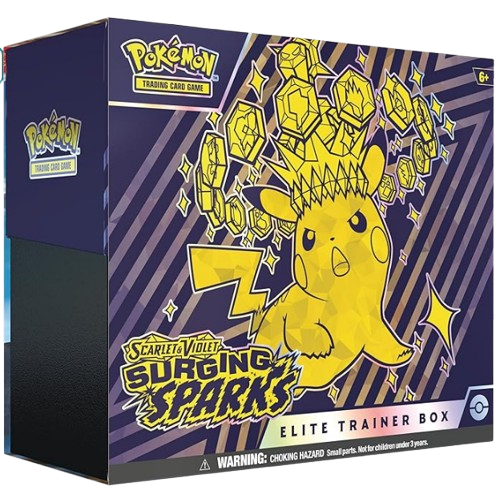 Pokémon
TRADING CARD GAME
6+
Pokémon
TRADING CARD GAME
SCARLET & VIOLET
SURGING
SPARKS
ELITE TRAINER BOX
WARNING: CHOKING HAZARD Small parts. Not for children under 3 years.